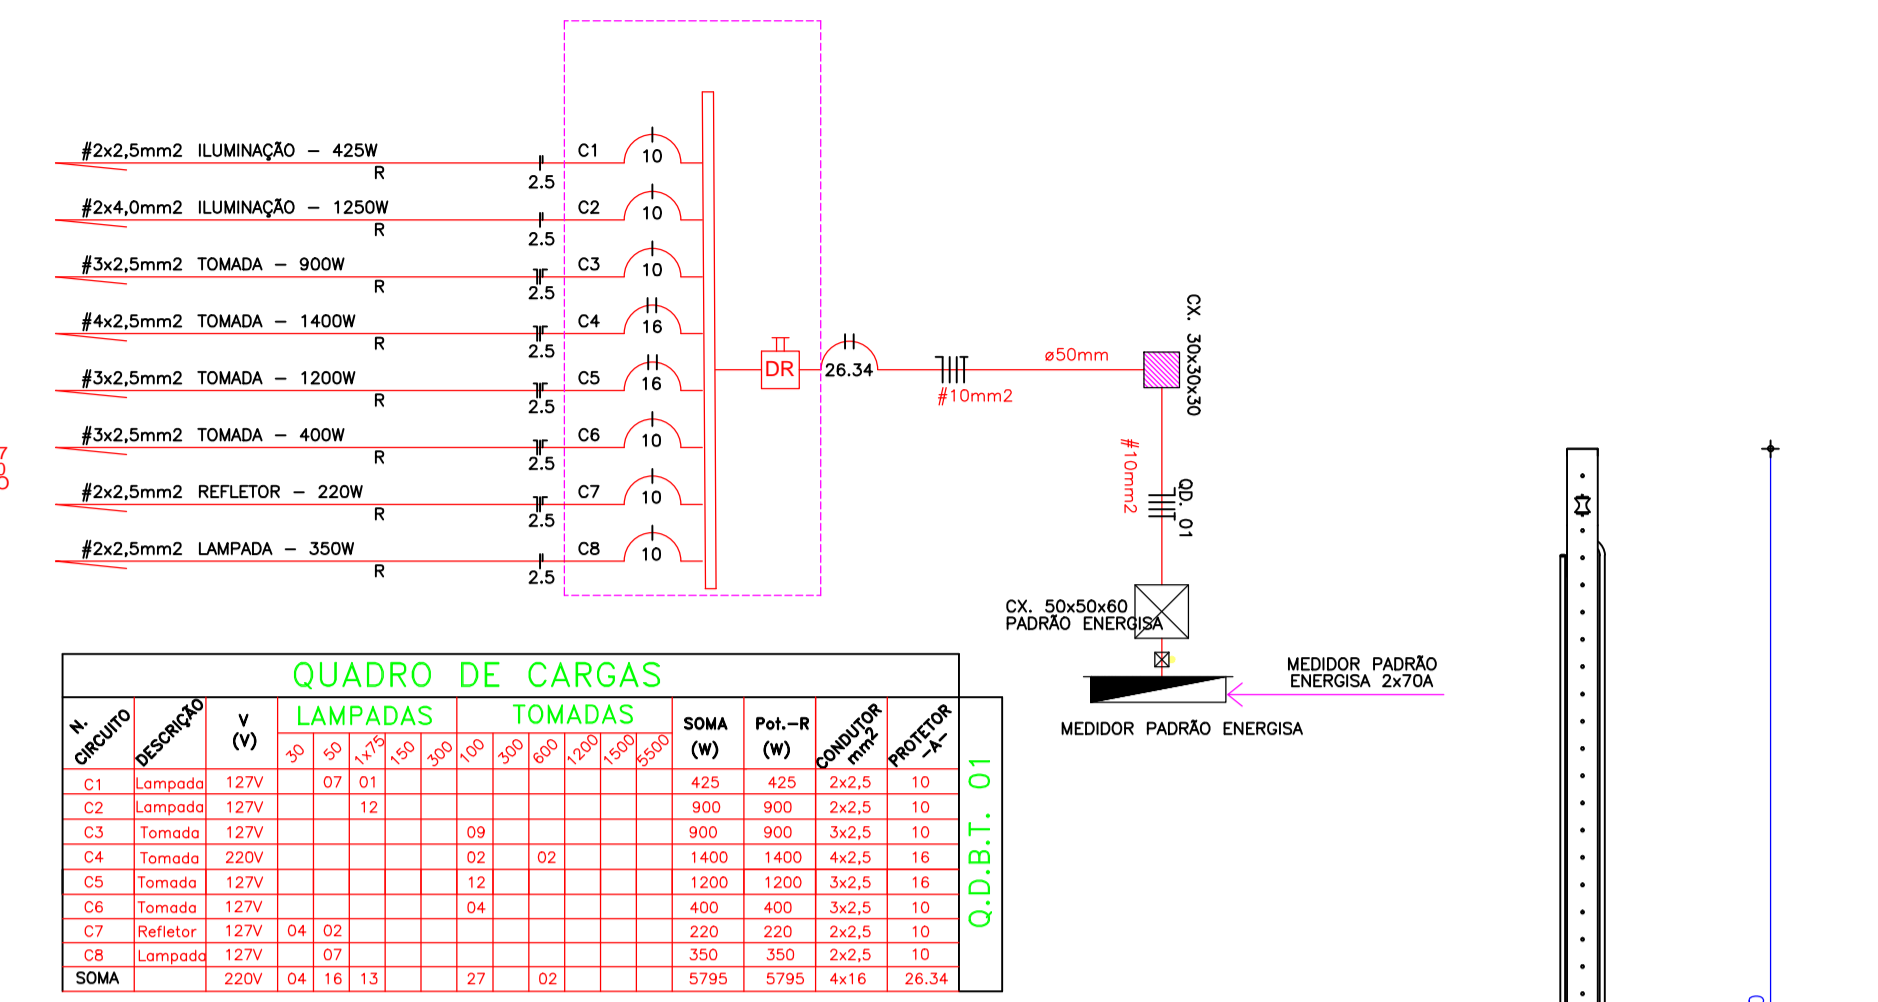 #2x2,5mm2 ILUMINAÇÃO – 425W
R
2.5
C1
10
#2x4,0mm2 ILUMINAÇÃO – 1250W
R
2.5
C2
10
#3x2,5mm2 TOMADA – 900W
R
2.5
C3
10
#4x2,5mm2 TOMADA – 1400W
R
2.5
C4
16
#3x2,5mm2 TOMADA – 1200W
R
2.5
C5
16
#3x2,5mm2 TOMADA – 400W
R
2.5
C6
10
#2x2,5mm2 REFLETOR – 220W
R
2.5
C7
10
#2x2,5mm2 LAMPADA – 350W
R
2.5
C8
10
DR
26.34
#10mm2
ø50mm
CX. 30x30x30
#10mm2
QD. 01
CX. 50x50x60
PADRÃO ENERGISA
MEDIDOR PADRÃO
ENERGISA 2x70A
MEDIDOR PADRÃO ENERGISA
QUADRO DE CARGAS
N. CIRCUITO DESCRIÇÃO V (V) LAMPADAS TOMADAS SOMA (W) Pot.–R (W) CONDUTOR mm2 PROTETOR –A–
30 50 1x75 150 300 100 300 600 1200 1500 5500
C1 Lampada 127V 07 01 425 425 2x2,5 10
C2 Lampada 127V 12 900 900 2x2,5 10
C3 Tomada 127V 09 900 900 3x2,5 10
C4 Tomada 220V 02 02 1400 1400 4x2,5 16
C5 Tomada 127V 12 1200 1200 3x2,5 16
C6 Tomada 127V 04 400 400 3x2,5 10
C7 Refletor 127V 04 02 220 220 2x2,5 10
C8 Lampada 127V 07 350 350 2x2,5 10
SOMA 220V 04 16 13 27 02 5795 5795 4x16 26.34
Q.D.B.T. 01